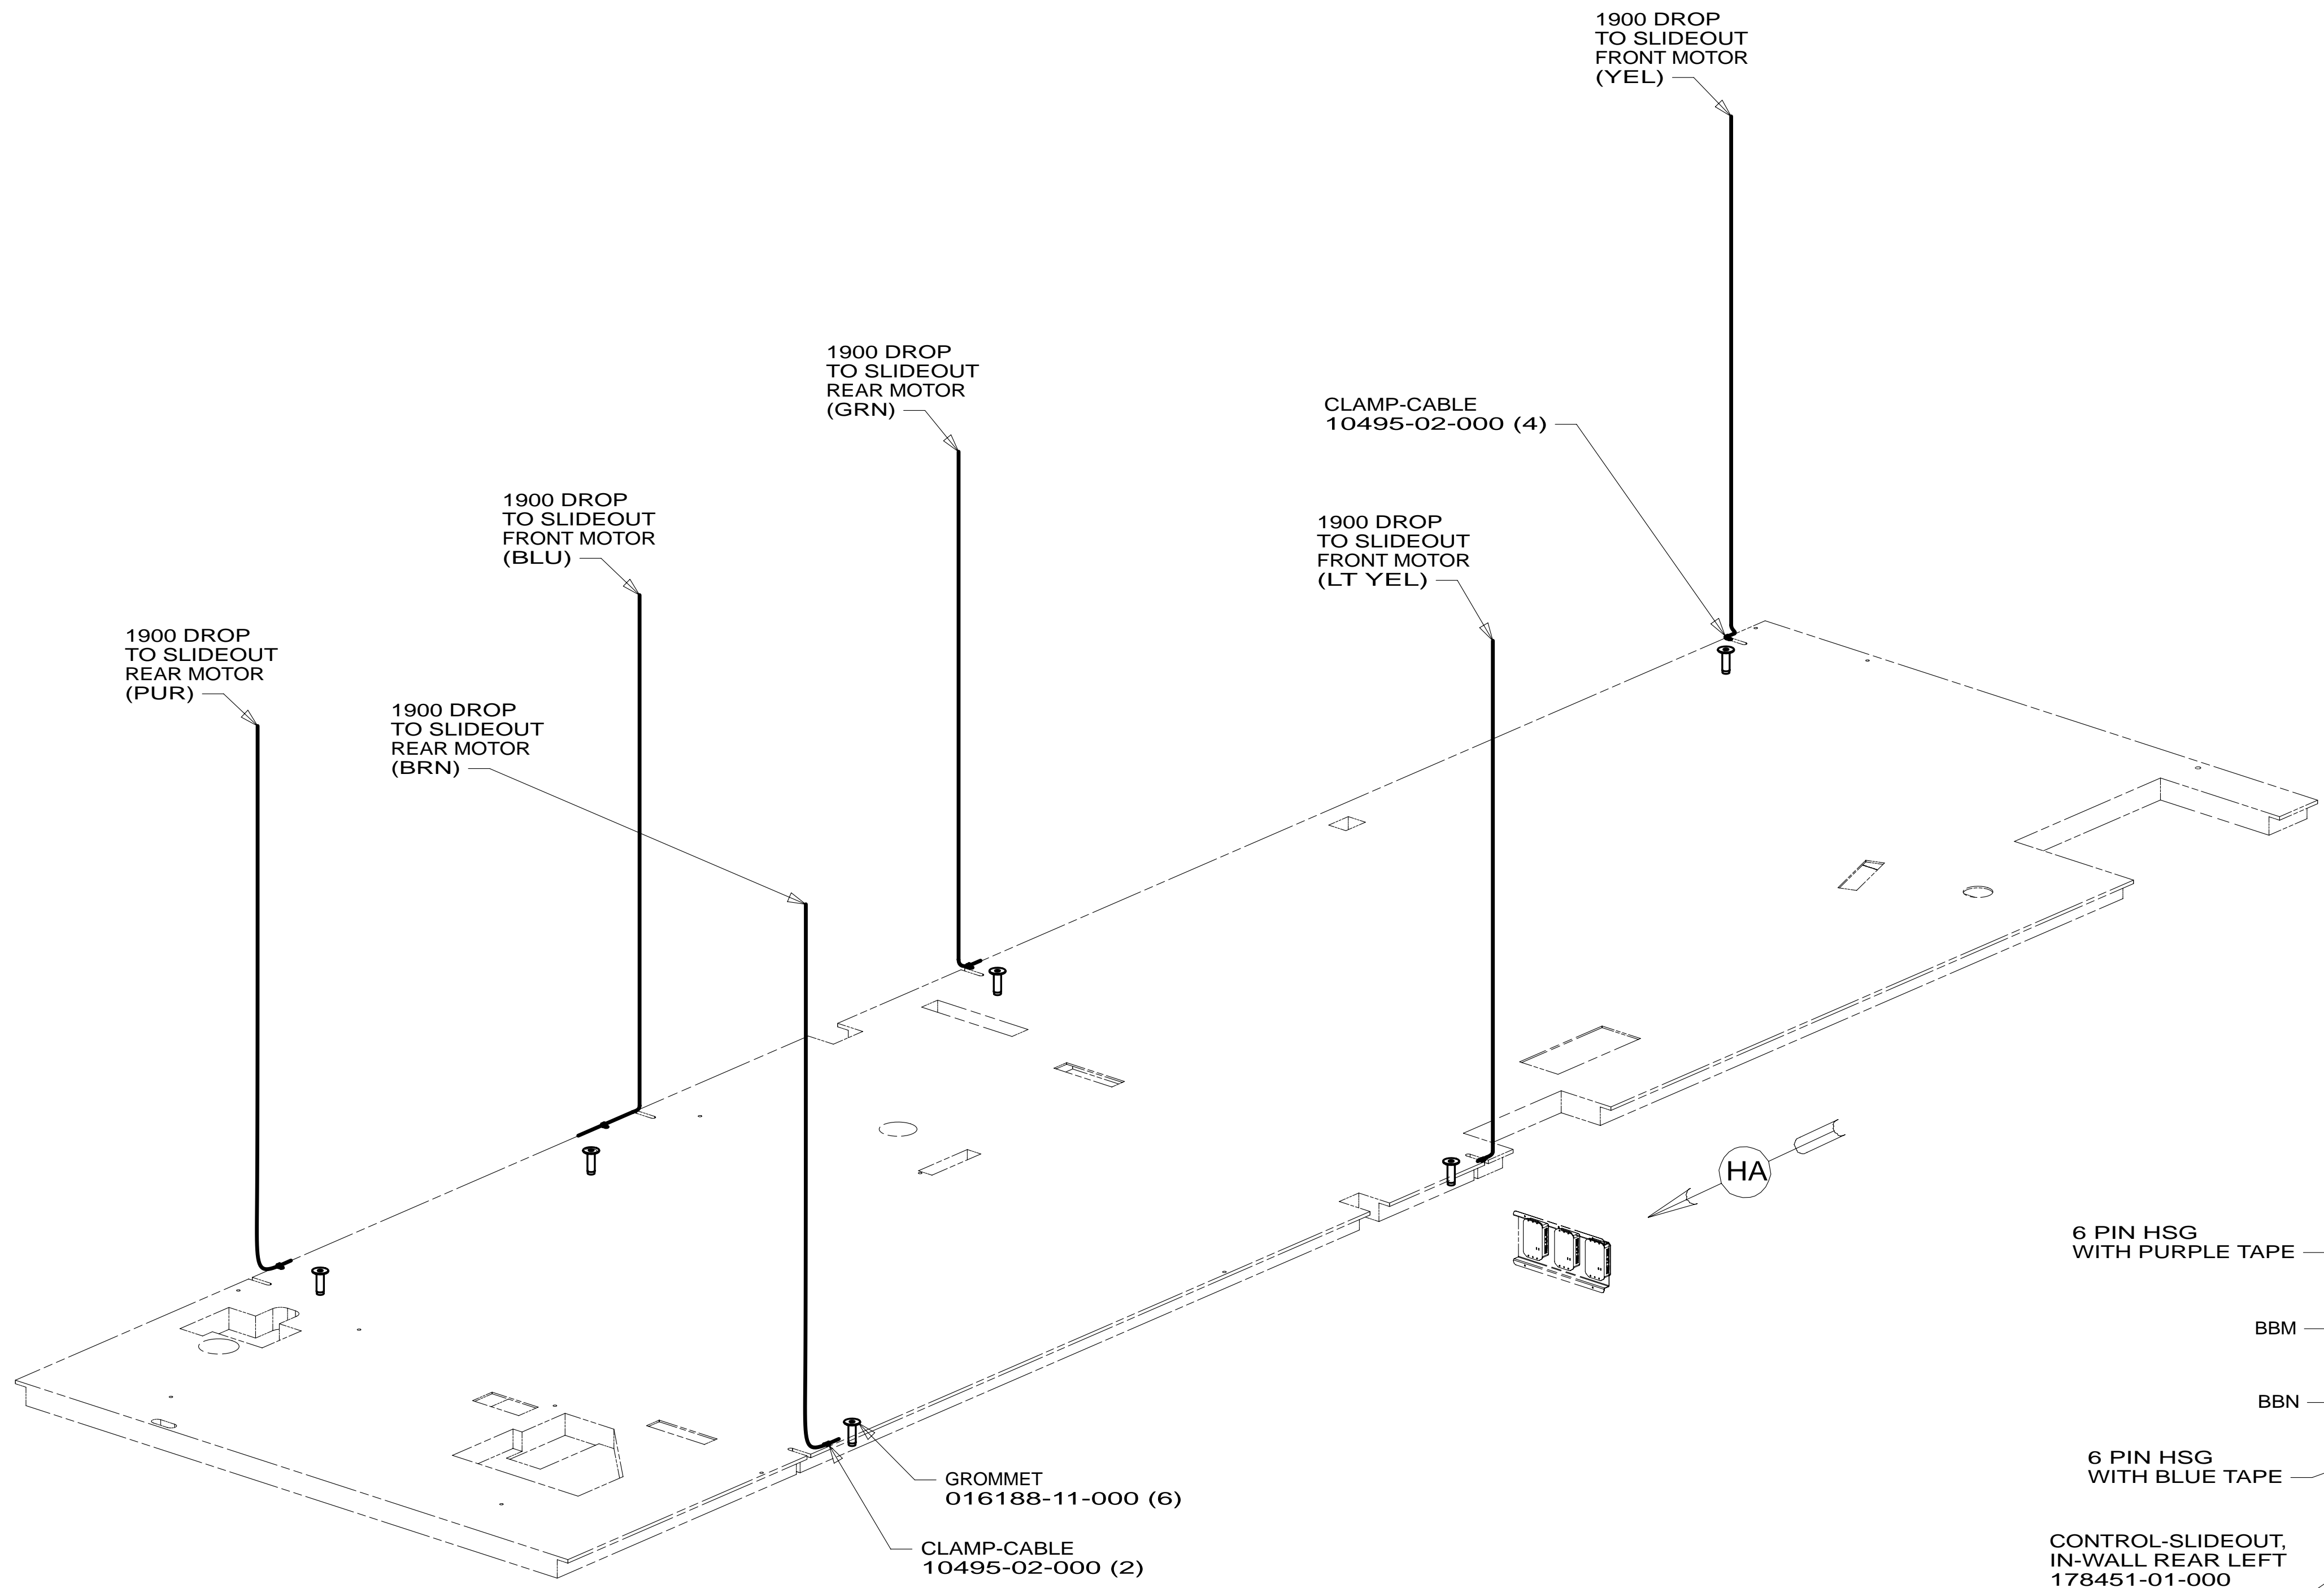 1900 DROP
TO SLIDEOUT
FRONT MOTOR
(YEL)
1900 DROP
TO SLIDEOUT
REAR MOTOR
(GRN)
CLAMP-CABLE
10495-02-000 (4)
1900 DROP
TO SLIDEOUT
FRONT MOTOR
(BLU)
1900 DROP
TO SLIDEOUT
FRONT MOTOR
(LT YEL)
1900 DROP
TO SLIDEOUT
REAR MOTOR
(PUR)
1900 DROP
TO SLIDEOUT
REAR MOTOR
(BRN)
HA
6 PIN HSG
WITH PURPLE TAPE
BBM
BBN
6 PIN HSG
WITH BLUE TAPE
GROMMET
016188-11-000 (6)
CLAMP-CABLE
10495-02-000 (2)
CONTROL-SLIDEOUT,
IN-WALL REAR LEFT
178451-01-000